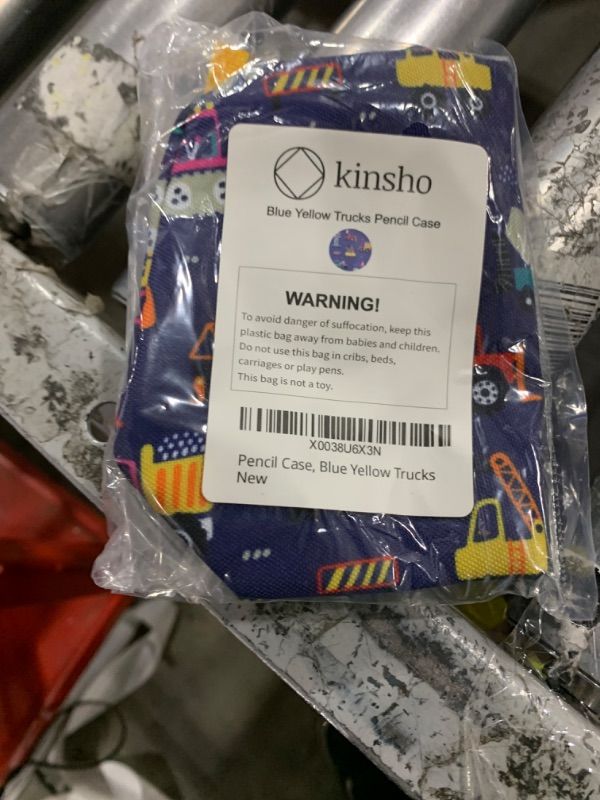 kinsho
Blue Yellow Trucks Pencil Case
WARNING!
To avoid danger of suffocation, keep this
plastic bag away from babies and children.
Do not use this bag in cribs, beds,
carriages or play pens.
This bag is not a toy.
X0038U6X3N
Pencil Case, Blue Yellow Trucks
New